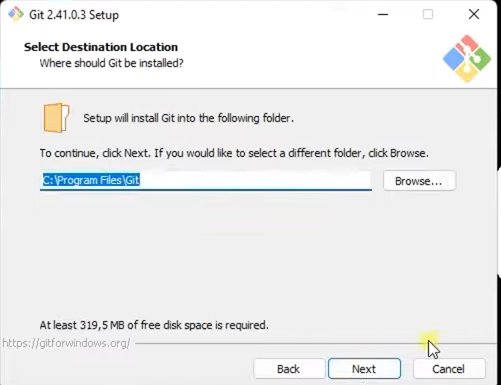 Git 2.41.0.3 Setup
Select Destination Location
Where should Git be installed?
Setup will install Git into the following folder.
To continue, click Next. If you would like to select a different folder, click Browse.
C:\Program Files\Git
Browse...
At least 319,5 MB of free disk space is required.
https://gitforwindows.org/
Back
Next
Cancel